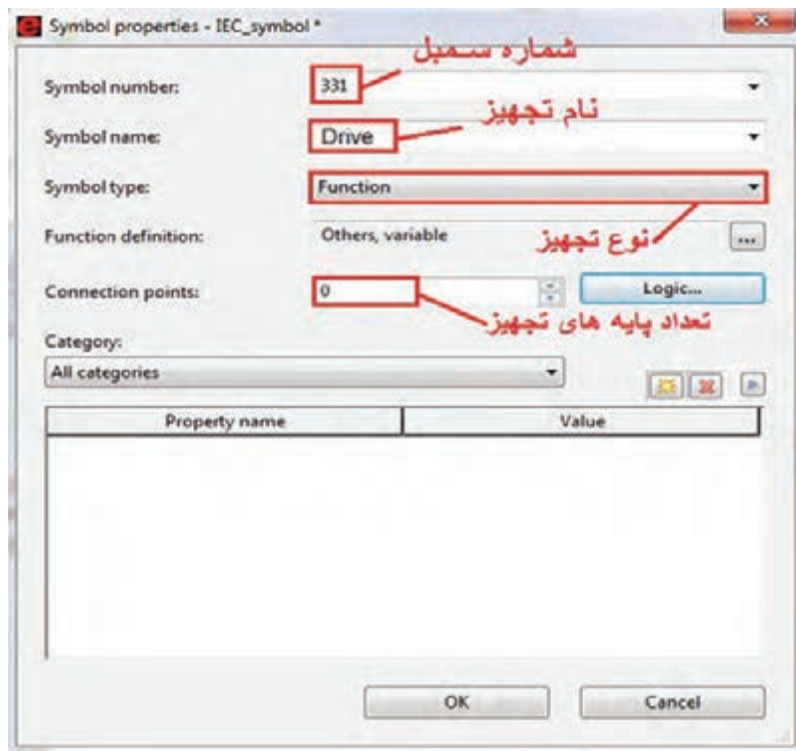 Symbol properties - IEC_symbol *
شماره سمبل
Symbol number: 331
نام تجهیز
Symbol name: Drive
Symbol type: Function
Function definition: Others, variable ...
نوع تجهیز
Connection points: 0 Logic...
تعداد پایه های تجهیز
Category:
All categories
Property name Value
OK Cancel